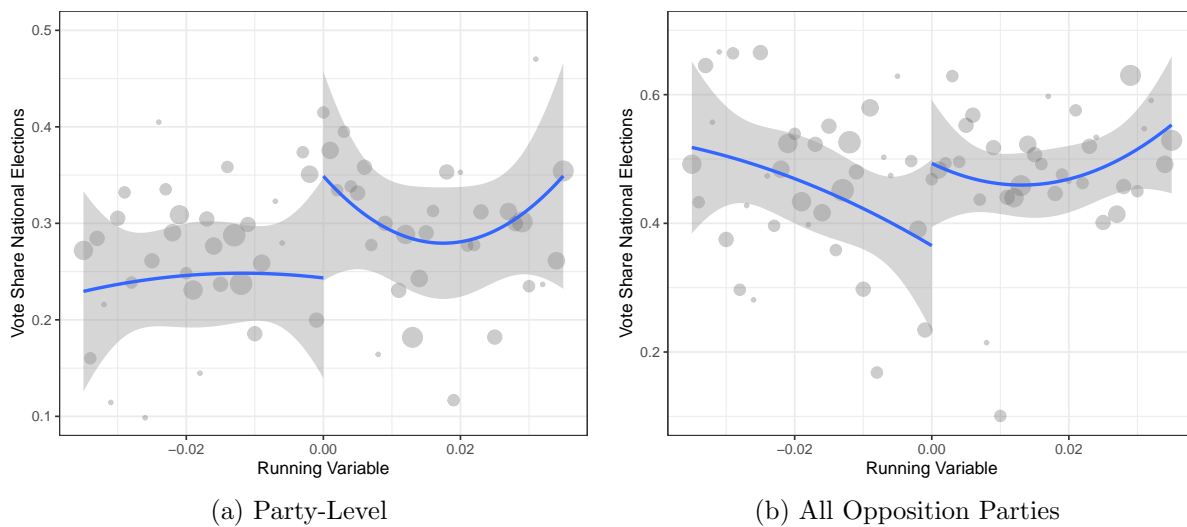 Vote Share National Elections
0.5
0.4
0.3
0.2
0.1
−0.02
0.00
0.02
Running Variable
(a) Party-Level
Vote Share National Elections
0.6
0.4
0.2
−0.02
0.00
0.02
Running Variable
(b) All Opposition Parties